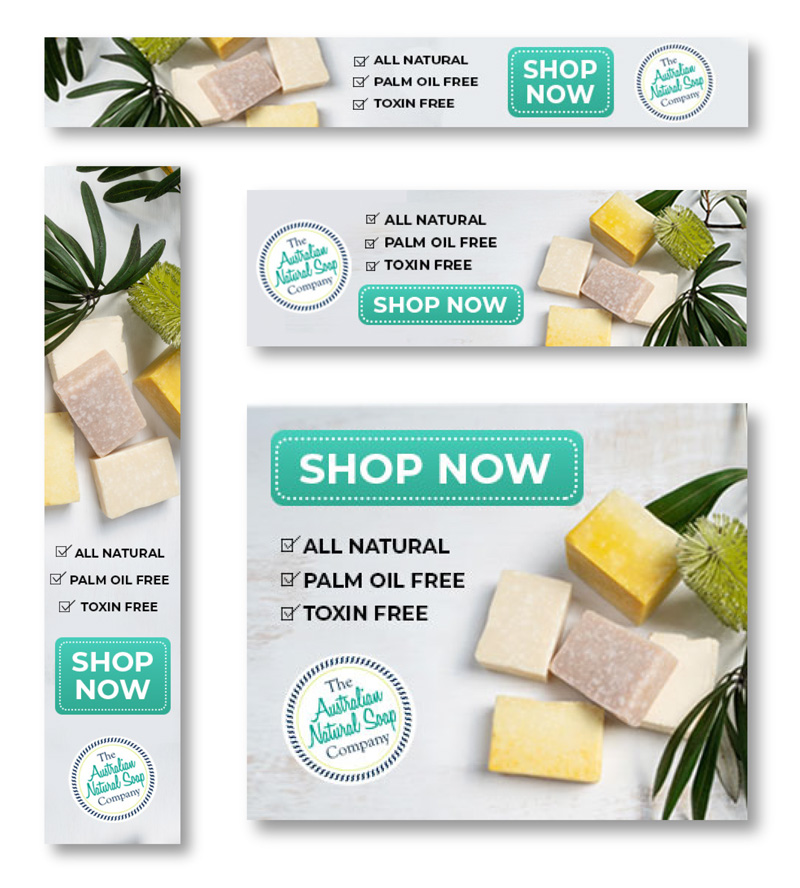 ALL NATURAL
PALM OIL FREE
TOXIN FREE
SHOP
NOW
The
Australian
Natural Soap
Company
ALL NATURAL
PALM OIL FREE
TOXIN FREE
SHOP
NOW
The
Australian
Natural Soap
Company
The
Australian
Natural Soap
Company
ALL NATURAL
PALM OIL FREE
TOXIN FREE
SHOP NOW
SHOP NOW
ALL NATURAL
PALM OIL FREE
TOXIN FREE
The
Australian
Natural Soap
Company